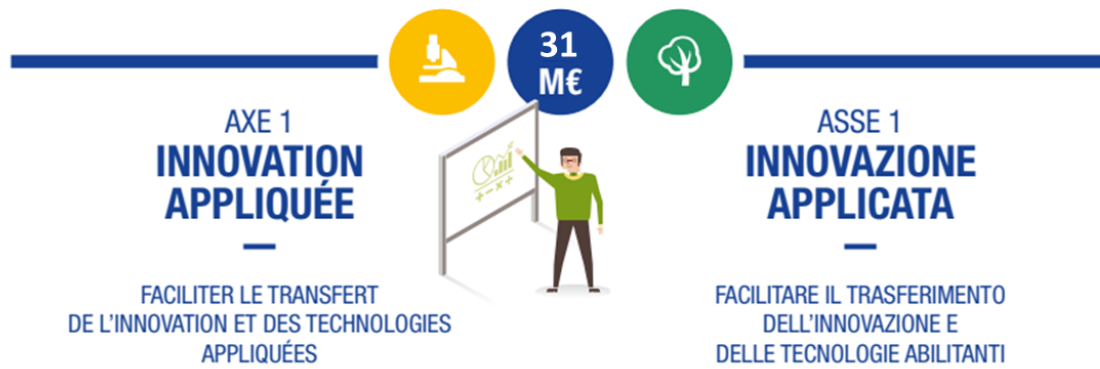 31
M€
AXE 1
INNOVATION
APPLIQUÉE
FACILITER LE TRANSFERT
DE L'INNOVATION ET DES TECHNOLOGIES
APPLIQUÉES
ASSE 1
INNOVAZIONE
APPLICATA
FACILITARE IL TRASFERIMENTO
DELL'INNOVAZIONE E
DELLE TECNOLOGIE ABILITANTI